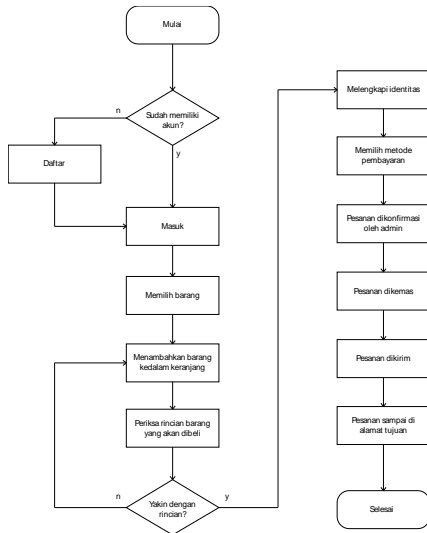 Mulai
Sudah memiliki
akun?
n
y
Daftar
Masuk
Memilih barang
Menambahkan barang
kedalam keranjang
Periksa rincian barang
yang akan dibeli
Yakin dengan
rincian?
n
y
Melengkapi identitas
Memilih metode
pembayaran
Pesanan dikonfirmasi
oleh admin
Pesanan dikemas
Pesanan dikirim
Pesanan sampai di
alamat tujuan
Selesai